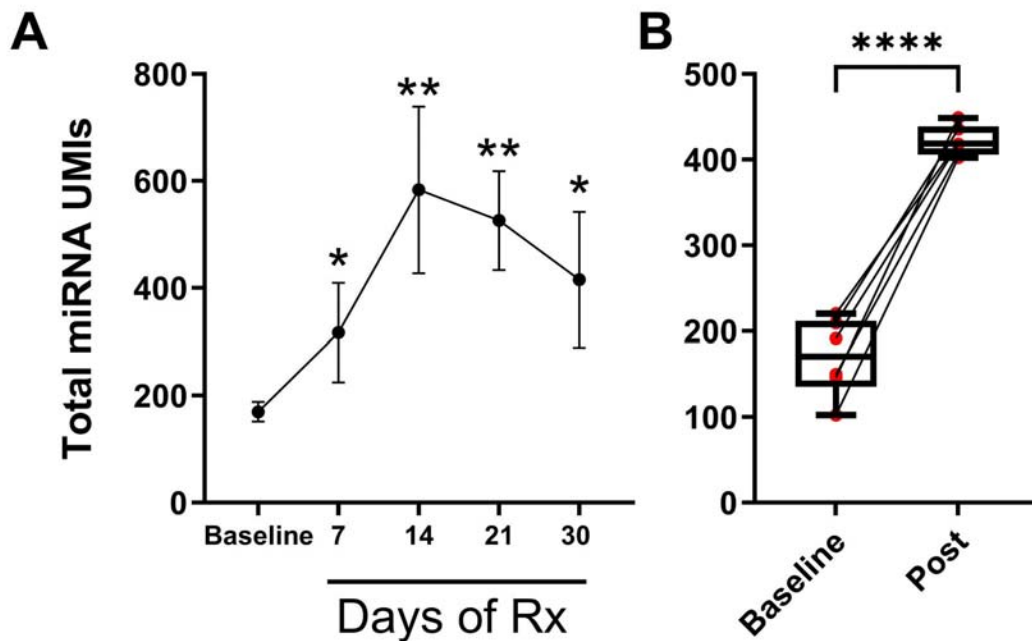 A
Total miRNA UMIs
800
600
400
200
0
*
**
**
*
Baseline 7 14 21 30
Days of Rx
B
****
500
400
300
200
100
0
Baseline
Post